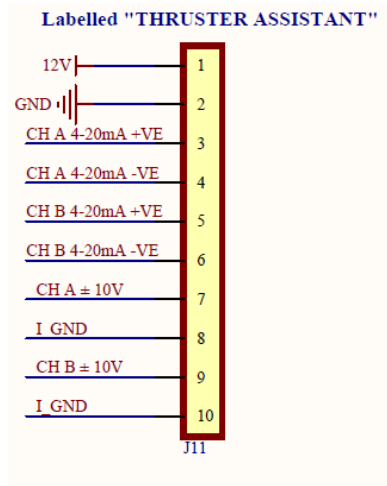 Labelled "THRUSTER ASSISTANT"
12V 1
GND 2
CH A 4-20mA +VE 3
CH A 4-20mA -VE 4
CH B 4-20mA +VE 5
CH B 4-20mA -VE 6
CH A ± 10V 7
I_GND 8
CH B ± 10V 9
I_GND 10
J11